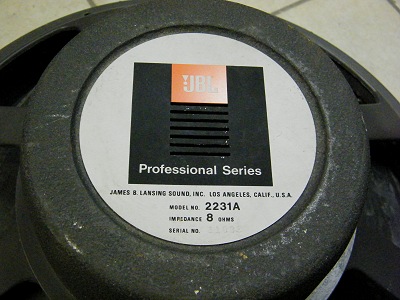 JBL
Professional Series
JAMES B. LANSING SOUND, INC. LOS ANGELES, CALIF., U.S.A.
MODEL NO. 2231A
IMPEDANCE 8 OHMS
SERIAL NO.